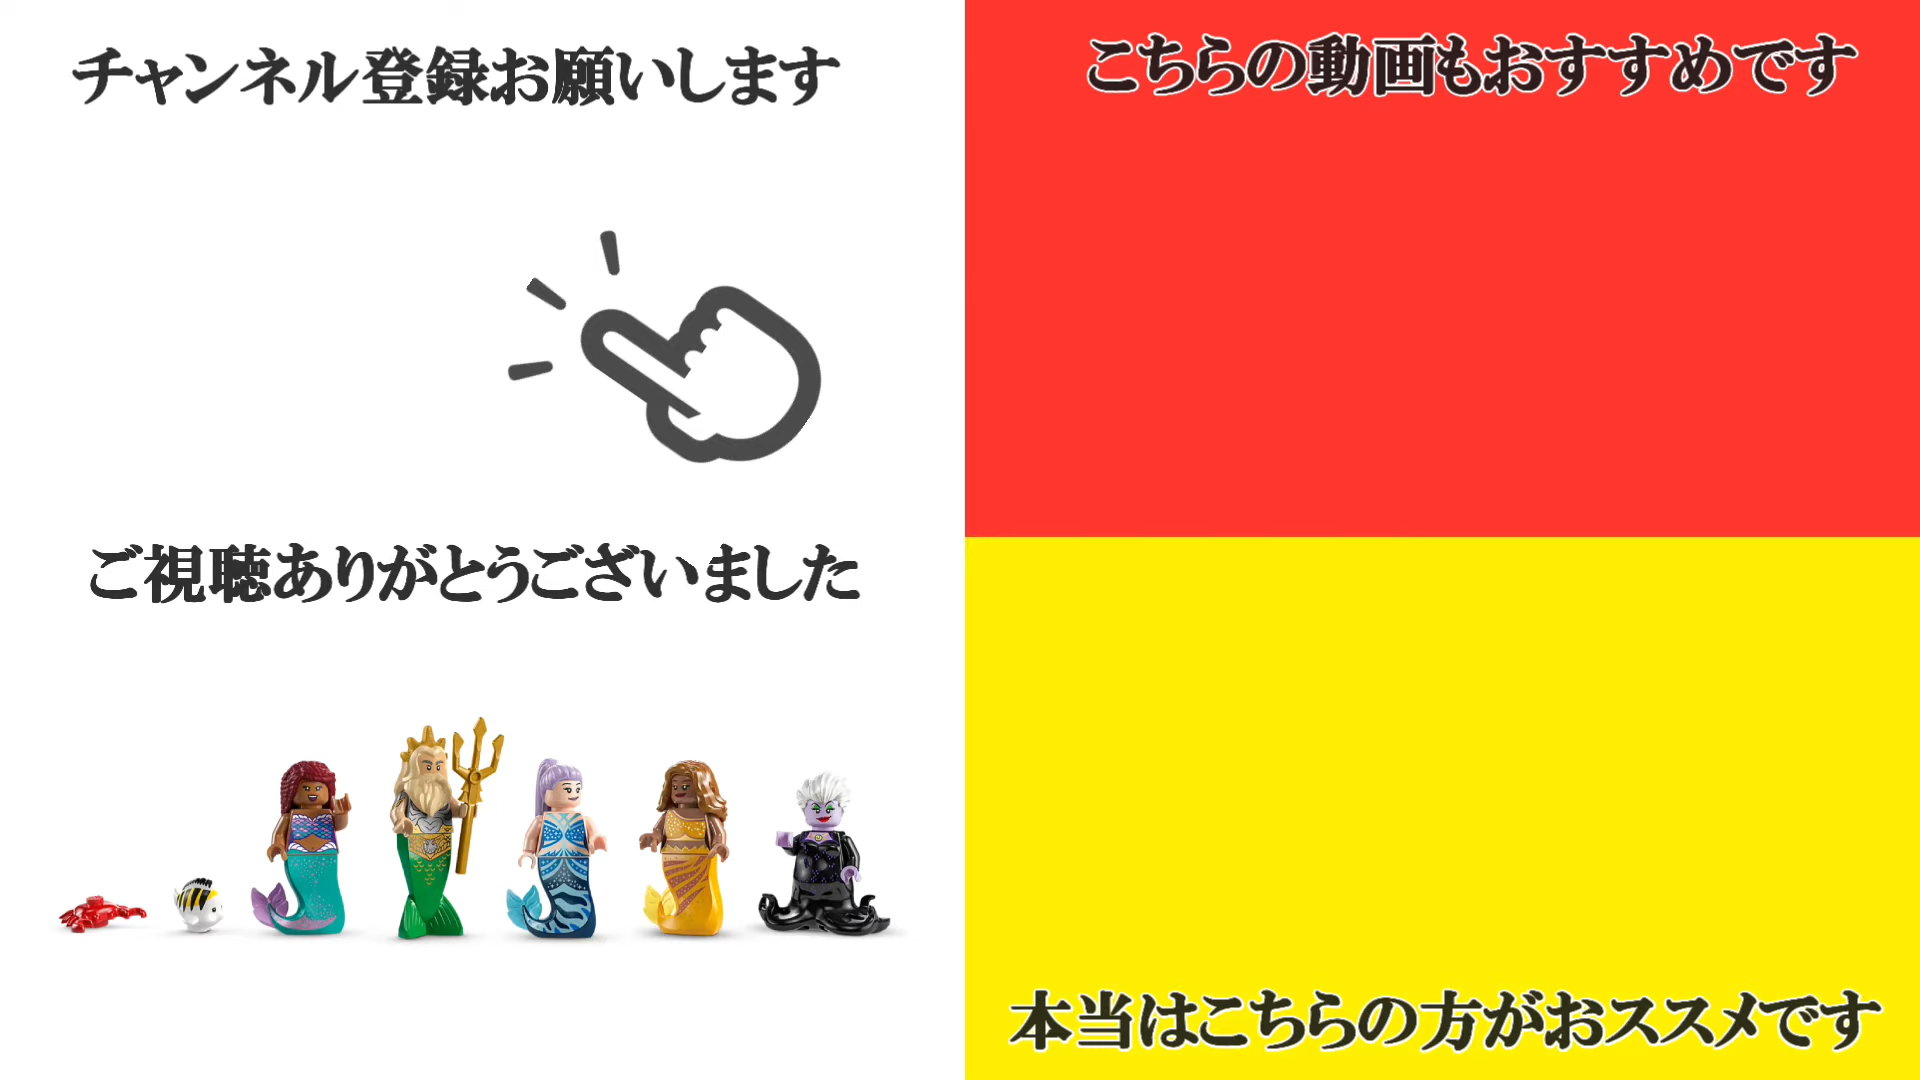 チャンネル登録お願いします
こちらの動画もおすすめです
ご視聴ありがとうございました
本当はこちらの方がおススメです